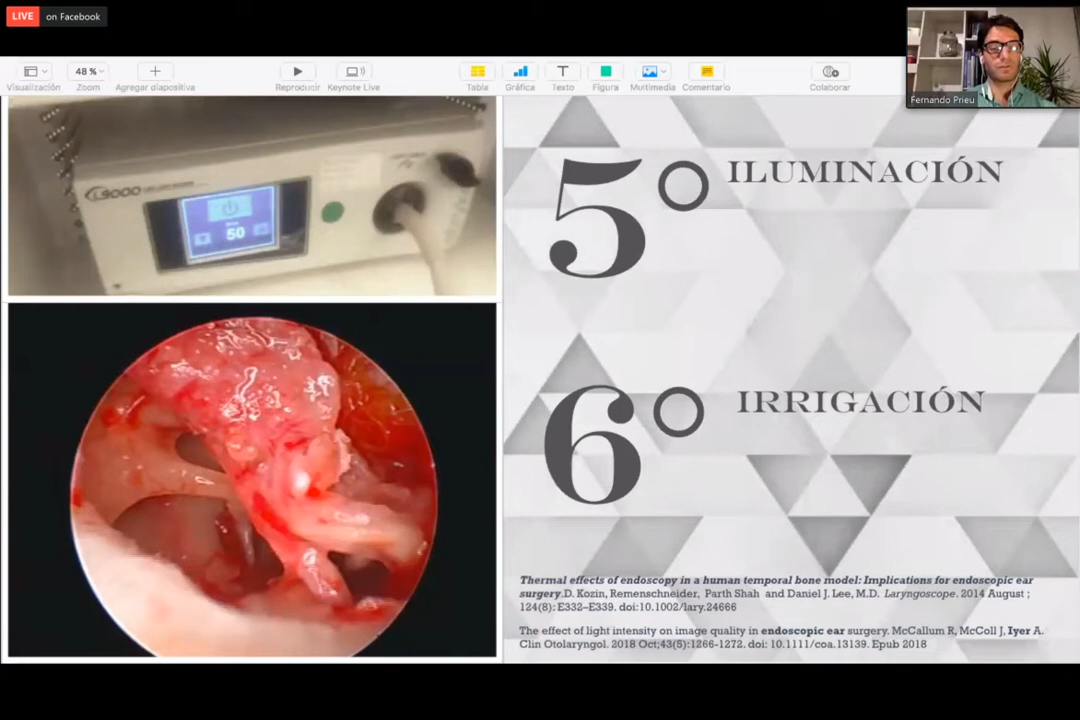 LIVE on Facebook
48 %
Visualización Zoom Agregar diapositiva Reproducir Keynote Live Tabla Gráfica Texto Figura Multimedia Comentario Colaborar
Fernando Prieu
L9000
50
5° ILUMINACIÓN
6° IRRIGACIÓN
Thermal effects of endoscopy in a human temporal bone model: Implications for endoscopic ear
surgery.D. Kozin, Remenschneider, Parth Shah and Daniel J. Lee, M.D. Laryngoscope. 2014 August ;
124(8): E332–E339. doi:10.1002/lary.24666
The effect of light intensity on image quality in endoscopic ear surgery. McCallum R, McColl J, Iyer A.
Clin Otolaryngol. 2018 Oct;43(5):1266-1272. doi: 10.1111/coa.13139. Epub 2018